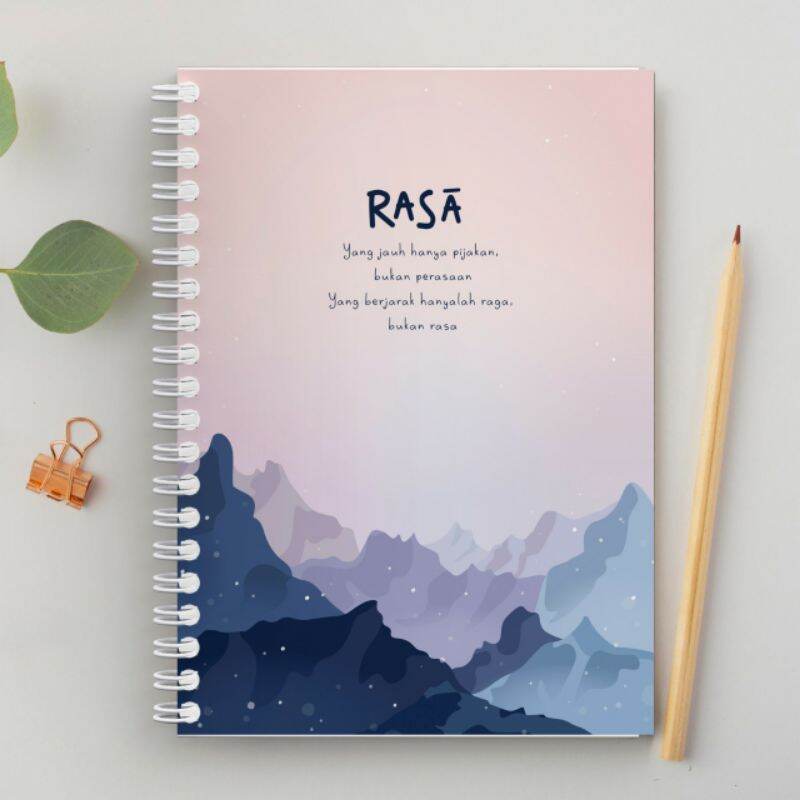 RASĀ
Yang jauh hanya pijakan,
bukan perasaan
Yang berjarak hanyalah raga,
bukan rasa